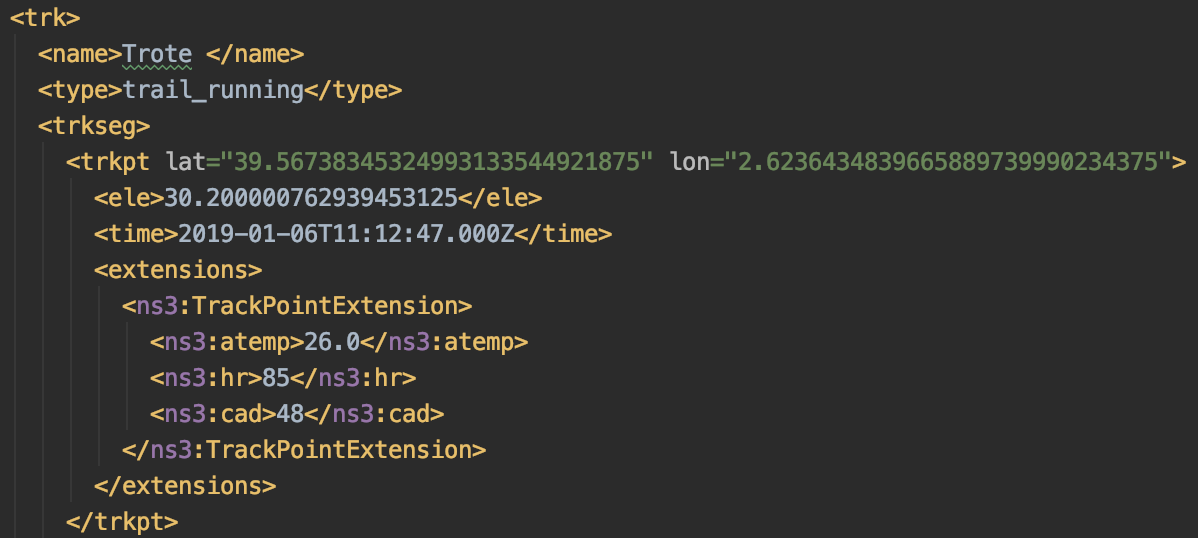 <trk>
<name>Trote </name>
<type>trail_running</type>
<trkseg>
<trkpt lat="39.56738345324993133544921875" lon="2.6236434839665889739990234375">
<ele>30.200000762939453125</ele>
<time>2019-01-06T11:12:47.000Z</time>
<extensions>
<ns3:TrackPointExtension>
<ns3:atemp>26.0</ns3:atemp>
<ns3:hr>85</ns3:hr>
<ns3:cad>48</ns3:cad>
</ns3:TrackPointExtension>
</extensions>
</trkpt>